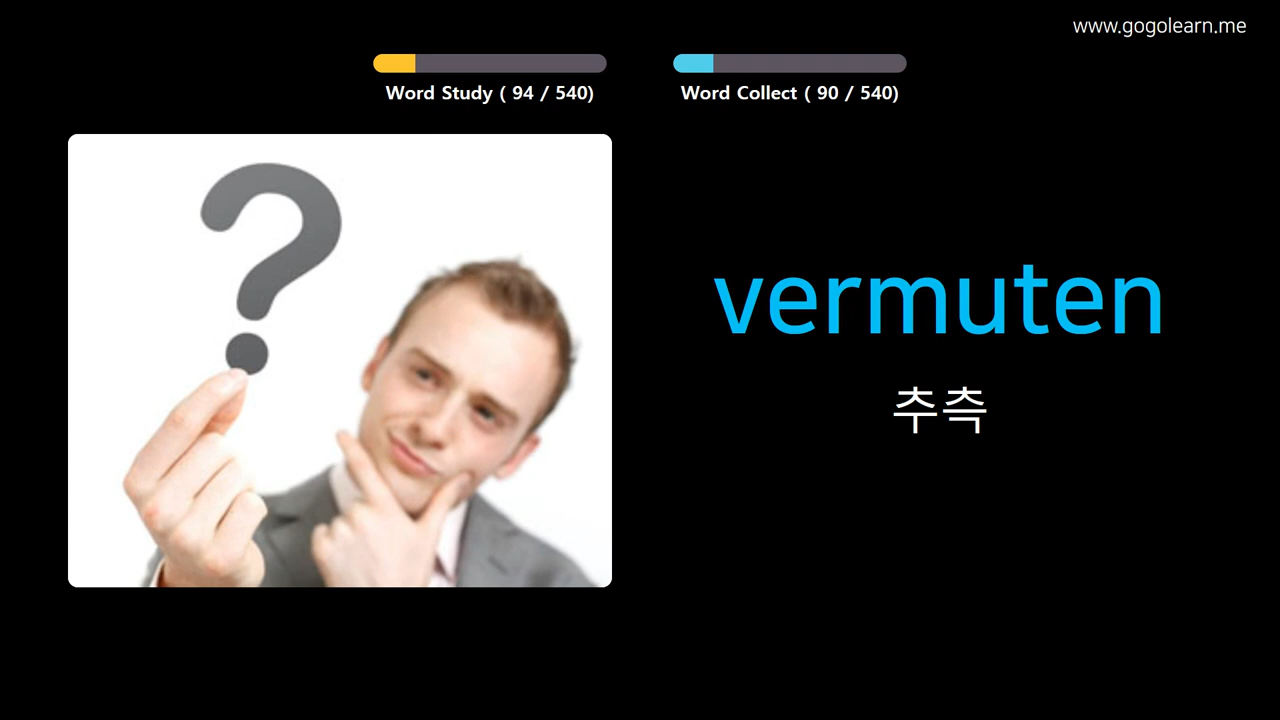 www.gogolearn.me
Word Study ( 94 / 540)
Word Collect ( 90 / 540)
?
vermuten
추측